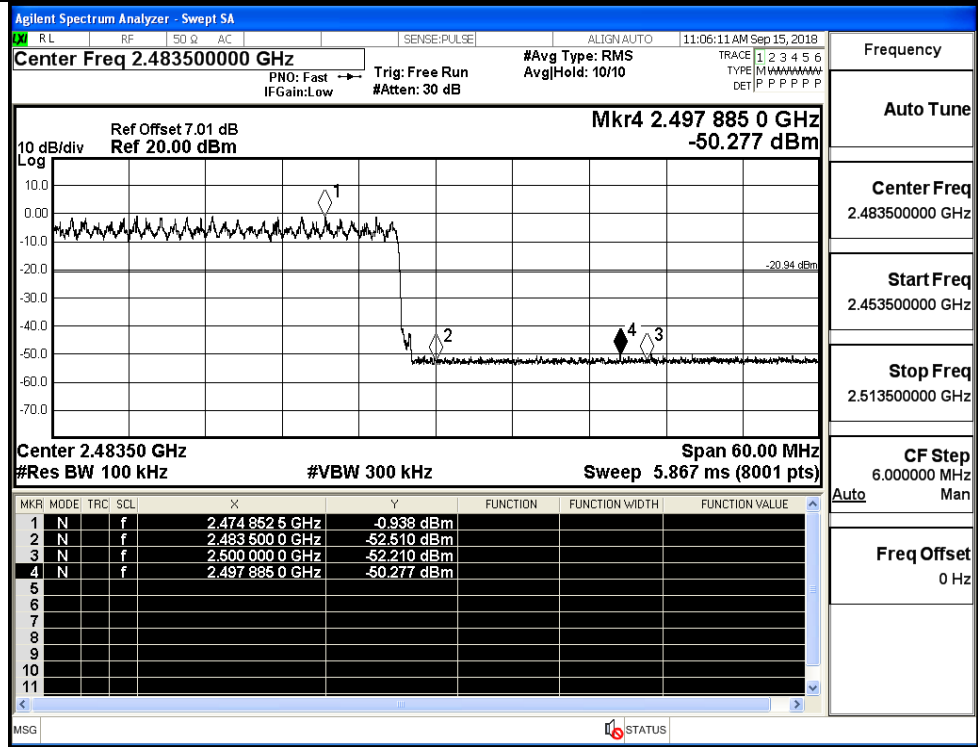 Agilent Spectrum Analyzer - Swept SA
LXI RL RF 50 Ω AC SENSE:PULSE ALIGN AUTO 11:06:11 AM Sep 15, 2018
Center Freq 2.483500000 GHz
PNO: Fast
IFGain:Low
Trig: Free Run
#Atten: 30 dB
#Avg Type: RMS
Avg|Hold: 10/10
TRACE 1 2 3 4 5 6
TYPE M
DET P P P P P P
Ref Offset 7.01 dB
10 dB/div Ref 20.00 dBm
Log
Mkr4 2.497 885 0 GHz
-50.277 dBm
10.0
0.00
-10.0
-20.0
-30.0
-40.0
-50.0
-60.0
-70.0
1
-20.94 dBm
2
4
3
Center 2.48350 GHz Span 60.00 MHz
#Res BW 100 kHz #VBW 300 kHz Sweep 5.867 ms (8001 pts)
MKR MODE TRC SCL X Y FUNCTION FUNCTION WIDTH FUNCTION VALUE
1 N f 2.474 852 5 GHz -0.938 dBm
2 N f 2.483 500 0 GHz -52.510 dBm
3 N f 2.500 000 0 GHz -52.210 dBm
4 N f 2.497 885 0 GHz -50.277 dBm
5
6
7
8
9
10
11
MSG STATUS
Frequency
Auto Tune
Center Freq
2.483500000 GHz
Start Freq
2.453500000 GHz
Stop Freq
2.513500000 GHz
CF Step
6.000000 MHz
Auto Man
Freq Offset
0 Hz